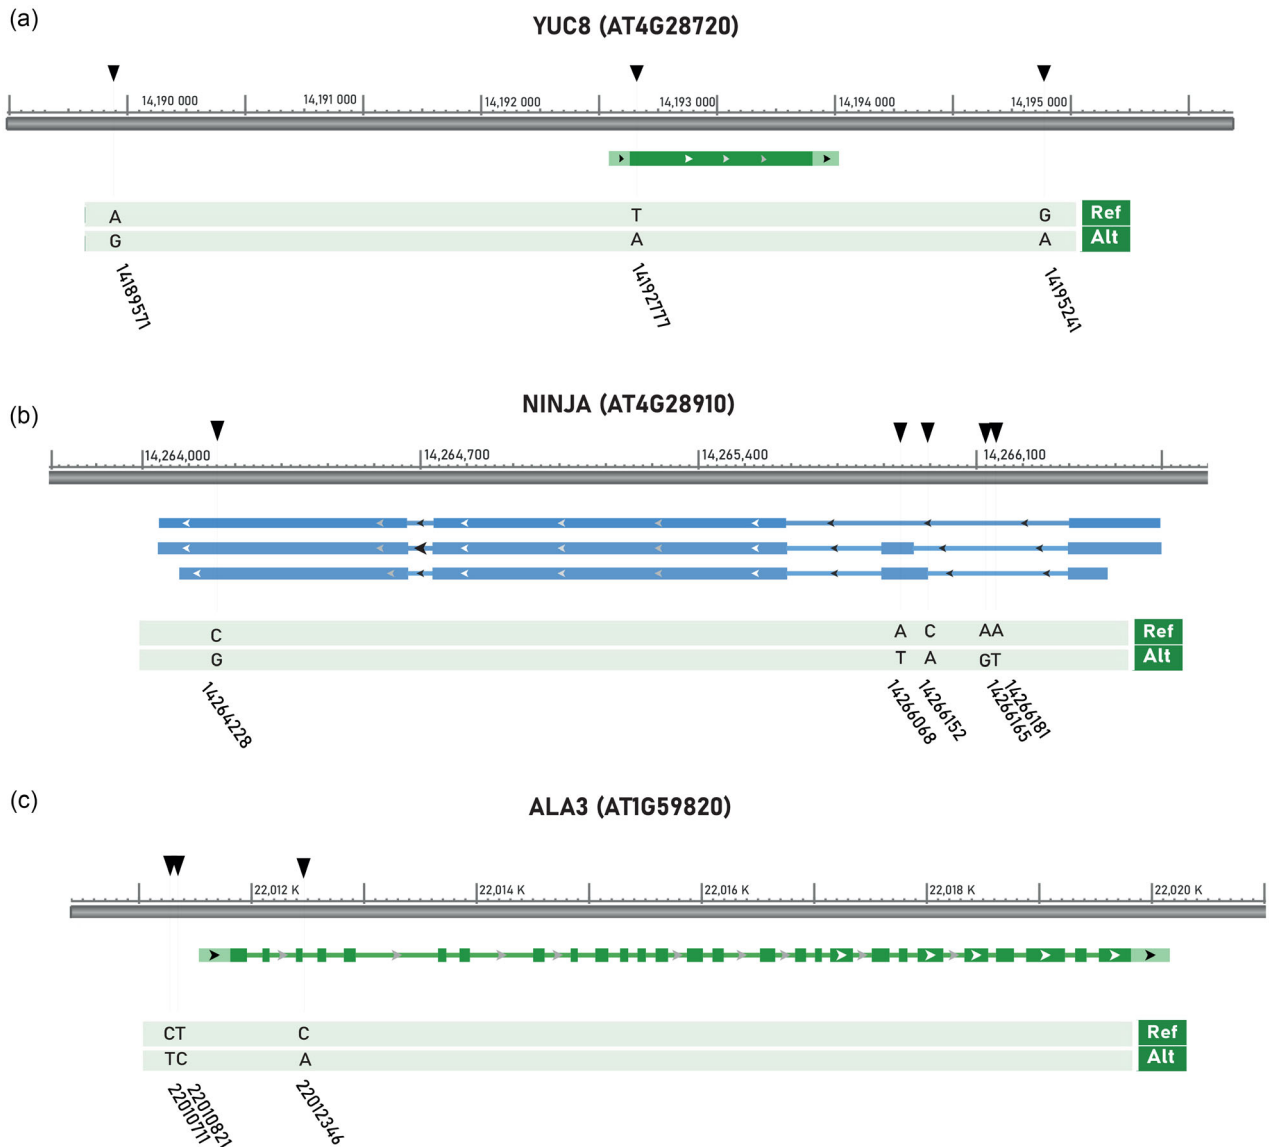 (a)
YUC8 (AT4G28720)
14,190 000 14,191 000 14,192 000 14,193 000 14,194 000 14,195 000
A T G Ref
G A A Alt
14189571 14192777 14195241
(b)
NINJA (AT4G28910)
14,264,000 14,264,700 14,265,400 14,266,100
C A C AA Ref
G T A GT Alt
14264228 14266068 14266152 14266165 14266181
(c)
ALA3 (AT1G59820)
22,012 K 22,014 K 22,016 K 22,018 K 22,020 K
CT C Ref
TC A Alt
22010711 22010821 22012346